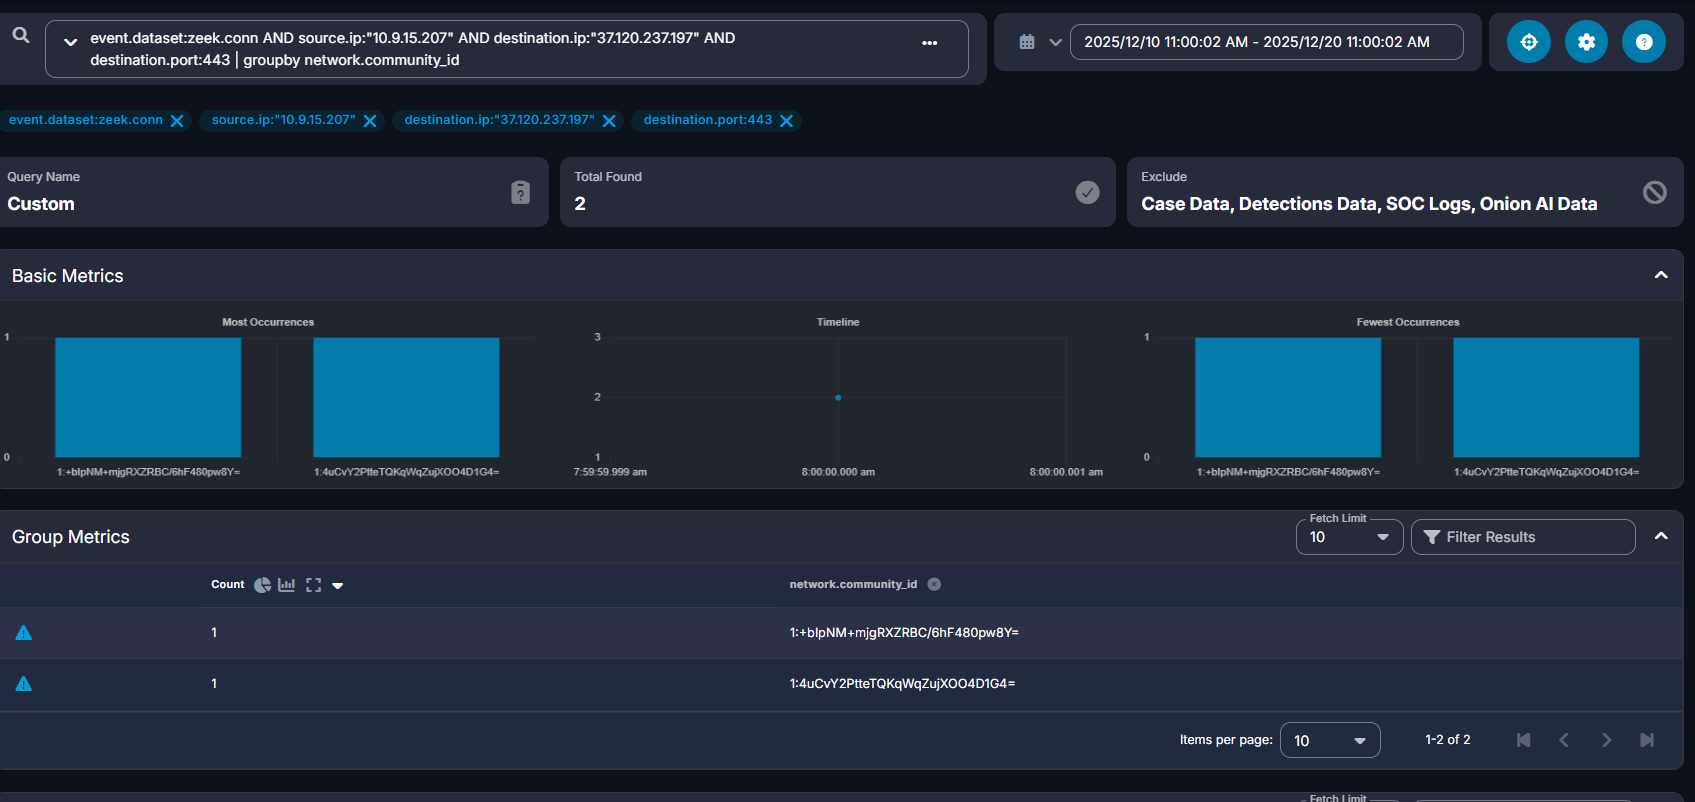 event.dataset:zeek.conn AND source.ip:"10.9.15.207" AND destination.ip:"37.120.237.197" AND
destination.port:443 | groupby network.community_id
2025/12/10 11:00:02 AM - 2025/12/20 11:00:02 AM
event.dataset:zeek.conn
source.ip:"10.9.15.207"
destination.ip:"37.120.237.197"
destination.port:443
Query Name
Custom
Total Found
2
Exclude
Case Data, Detections Data, SOC Logs, Onion AI Data
Basic Metrics
Most Occurrences
1
0
1:+bIpNM+mjgRXZRBC/6hF480pw8Y=
1:4uCvY2PtteTQKqWqZujXOO4D1G4=
Timeline
3
2
1
7:59:59.999 am
8:00:00.000 am
8:00:00.001 am
Fewest Occurrences
1
0
1:+bIpNM+mjgRXZRBC/6hF480pw8Y=
1:4uCvY2PtteTQKqWqZujXOO4D1G4=
Group Metrics
Fetch Limit
10
Filter Results
Count
network.community_id
1
1:+bIpNM+mjgRXZRBC/6hF480pw8Y=
1
1:4uCvY2PtteTQKqWqZujXOO4D1G4=
Items per page:
10
1-2 of 2
Fetch Limit